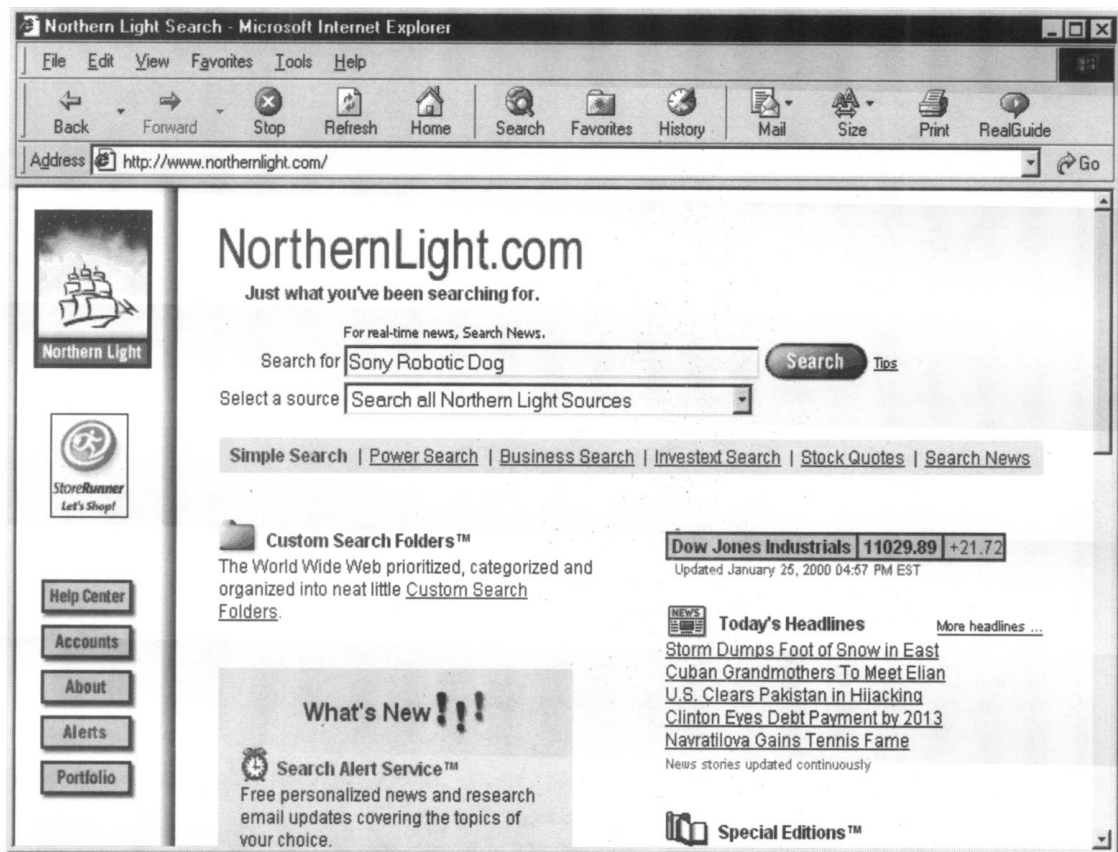 Northern Light Search - Microsoft Internet Explorer
File Edit View Favorites Tools Help
Back Forward Stop Refresh Home Search Favorites History Mail Size Print RealGuide
Address http://www.northernlight.com/ Go
Northern Light
StoreRunner
Let's Shop!
Help Center
Accounts
About
Alerts
Portfolio
NorthernLight.com
Just what you've been searching for.
For real-time news, Search News.
Search for Sony Robotic Dog Search Tips
Select a source Search all Northern Light Sources
Simple Search | Power Search | Business Search | Investext Search | Stock Quotes | Search News
Custom Search Folders™
The World Wide Web prioritized, categorized and
organized into neat little Custom Search
Folders.
What's New !!!
Search Alert Service™
Free personalized news and research
email updates covering the topics of
your choice.
Dow Jones Industrials 11029.89 +21.72
Updated January 25, 2000 04:57 PM EST
NEWS
Today's Headlines More headlines ...
Storm Dumps Foot of Snow in East
Cuban Grandmothers To Meet Elian
U.S. Clears Pakistan in Hijacking
Clinton Eyes Debt Payment by 2013
Navratilova Gains Tennis Fame
News stories updated continuously
Special Editions™